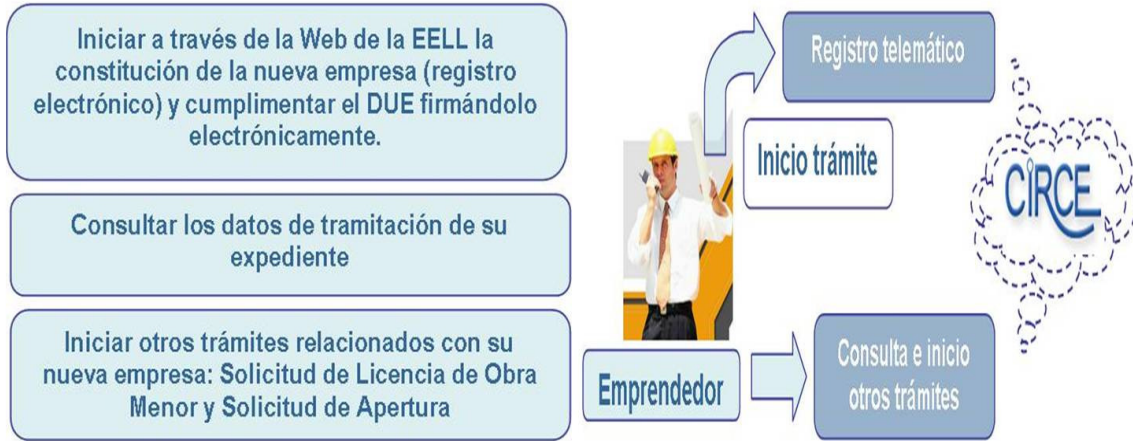 Iniciar a través de la Web de la EELL la
constitución de la nueva empresa (registro
electrónico) y cumplimentar el DUE firmándolo
electrónicamente.
Consultar los datos de tramitación de su
expediente
Iniciar otros trámites relacionados con su
nueva empresa: Solicitud de Licencia de Obra
Menor y Solicitud de Apertura
Registro telemático
Inicio trámite
CIRCE
Emprendedor
Consulta e inicio
otros trámites